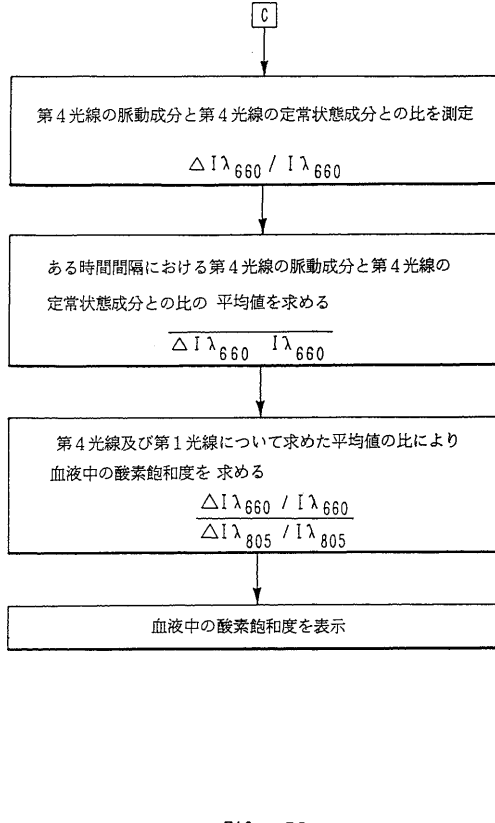 C
第4光線の脈動成分と第4光線の定常状態成分との比を測定
△Iλ660 / Iλ660
ある時間間隔における第4光線の脈動成分と第4光線の
定常状態成分との比の 平均値を求める
△Iλ660 Iλ660
第4光線及び第1光線について求めた平均値の比により
血液中の酸素飽和度を 求める
△Iλ660 / Iλ660
△Iλ805 / Iλ805
血液中の酸素飽和度を表示